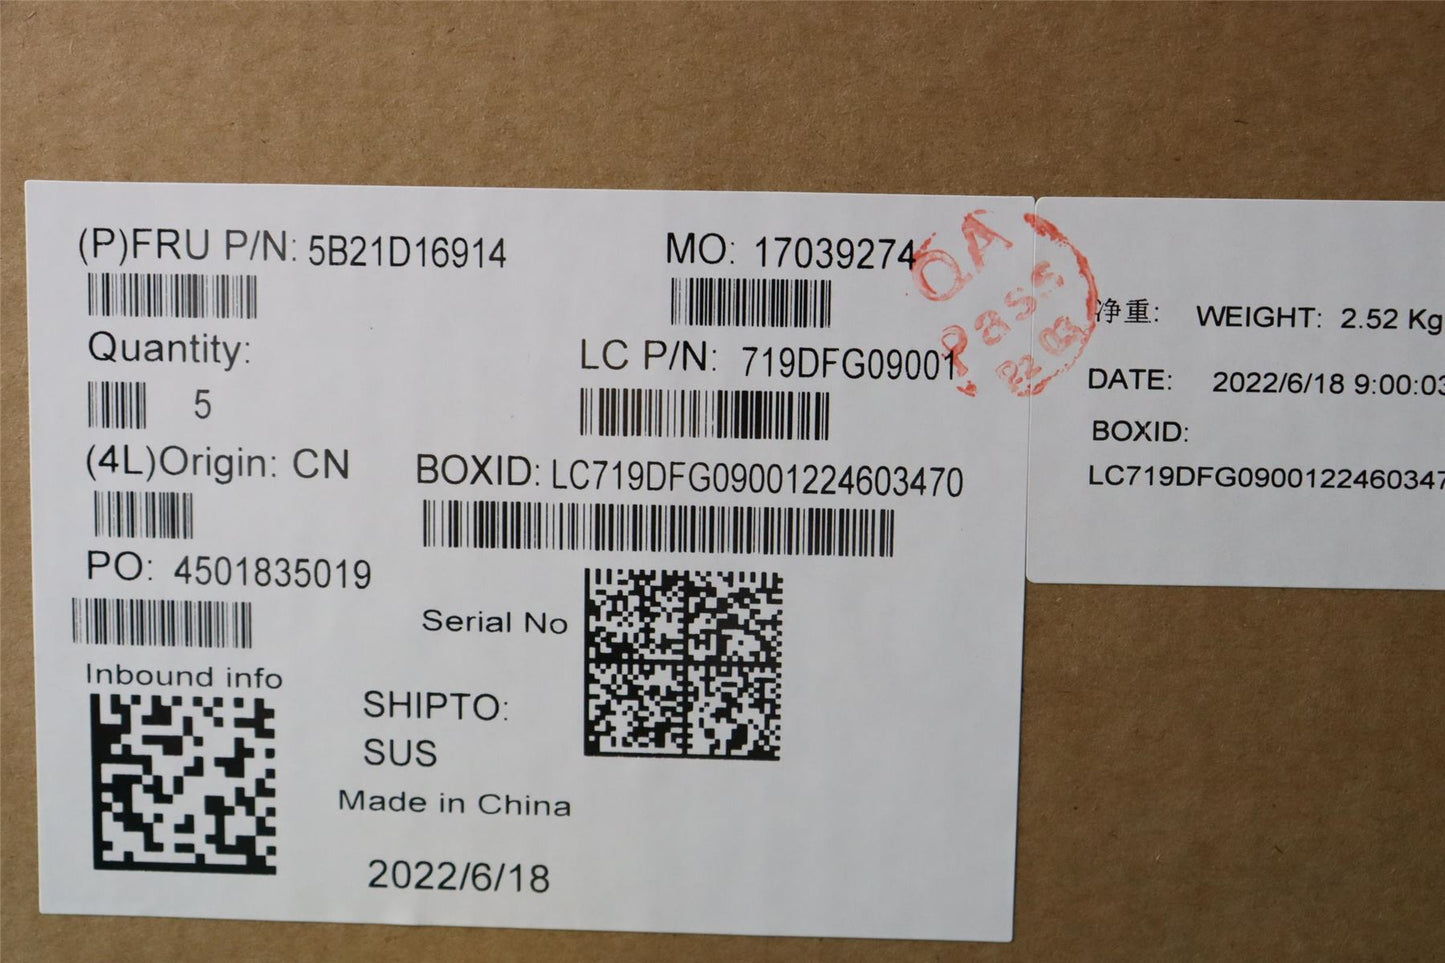 (P)FRU P/N: 5B21D16914
MO: 17039274
Quantity:
5
LC P/N: 719DFG09001
(4L)Origin: CN
BOXID: LC719DFG09001224603470
PO: 4501835019
Serial No
Inbound info
SHIPTO:
SUS
Made in China
2022/6/18
QA
Pass
22 03
净重: WEIGHT: 2.52 Kg
DATE: 2022/6/18 9:00:03
BOXID:
LC719DFG0900122460347